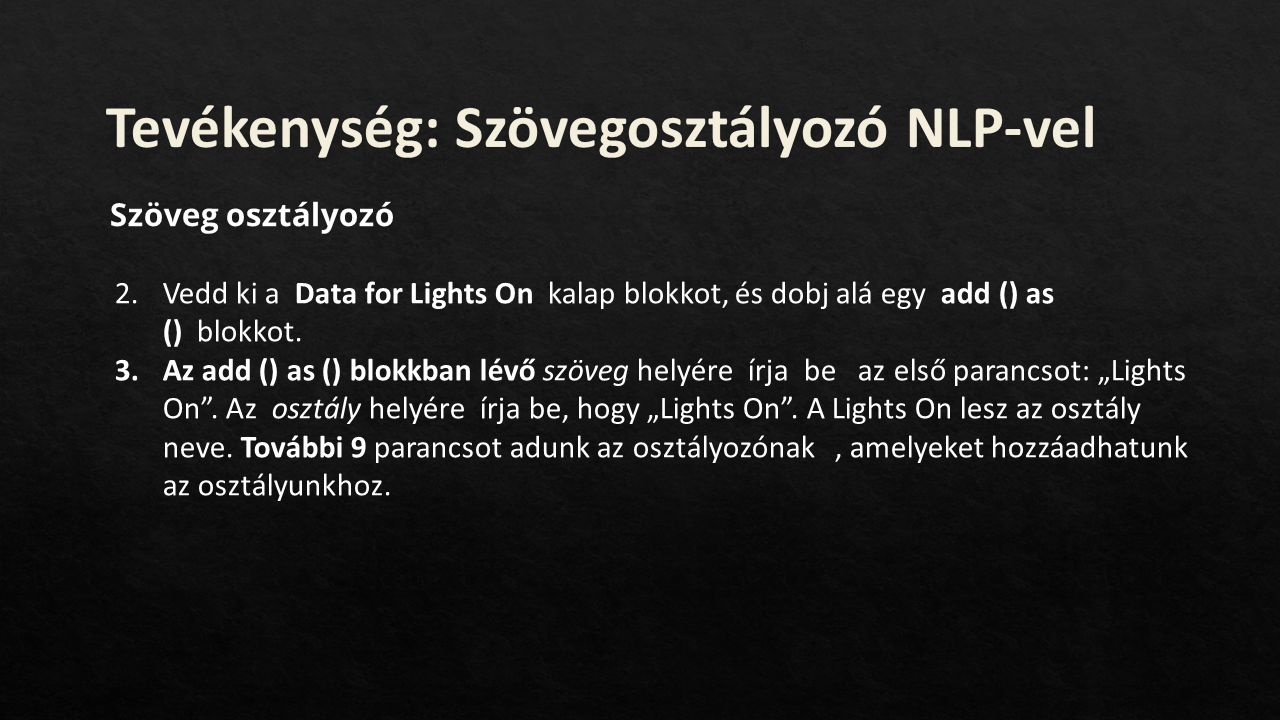 Tevékenység: Szövegosztályozó NLP-vel
Szöveg osztályozó
2. Vedd ki a Data for Lights On kalap blokkot, és dobj alá egy add () as
() blokkot.
3. Az add () as () blokkban lévő szöveg helyére írja be az első parancsot: „Lights
On”. Az osztály helyére írja be, hogy „Lights On”. A Lights On lesz az osztály
neve. További 9 parancsot adunk az osztályozónak , amelyeket hozzáadhatunk
az osztályunkhoz.